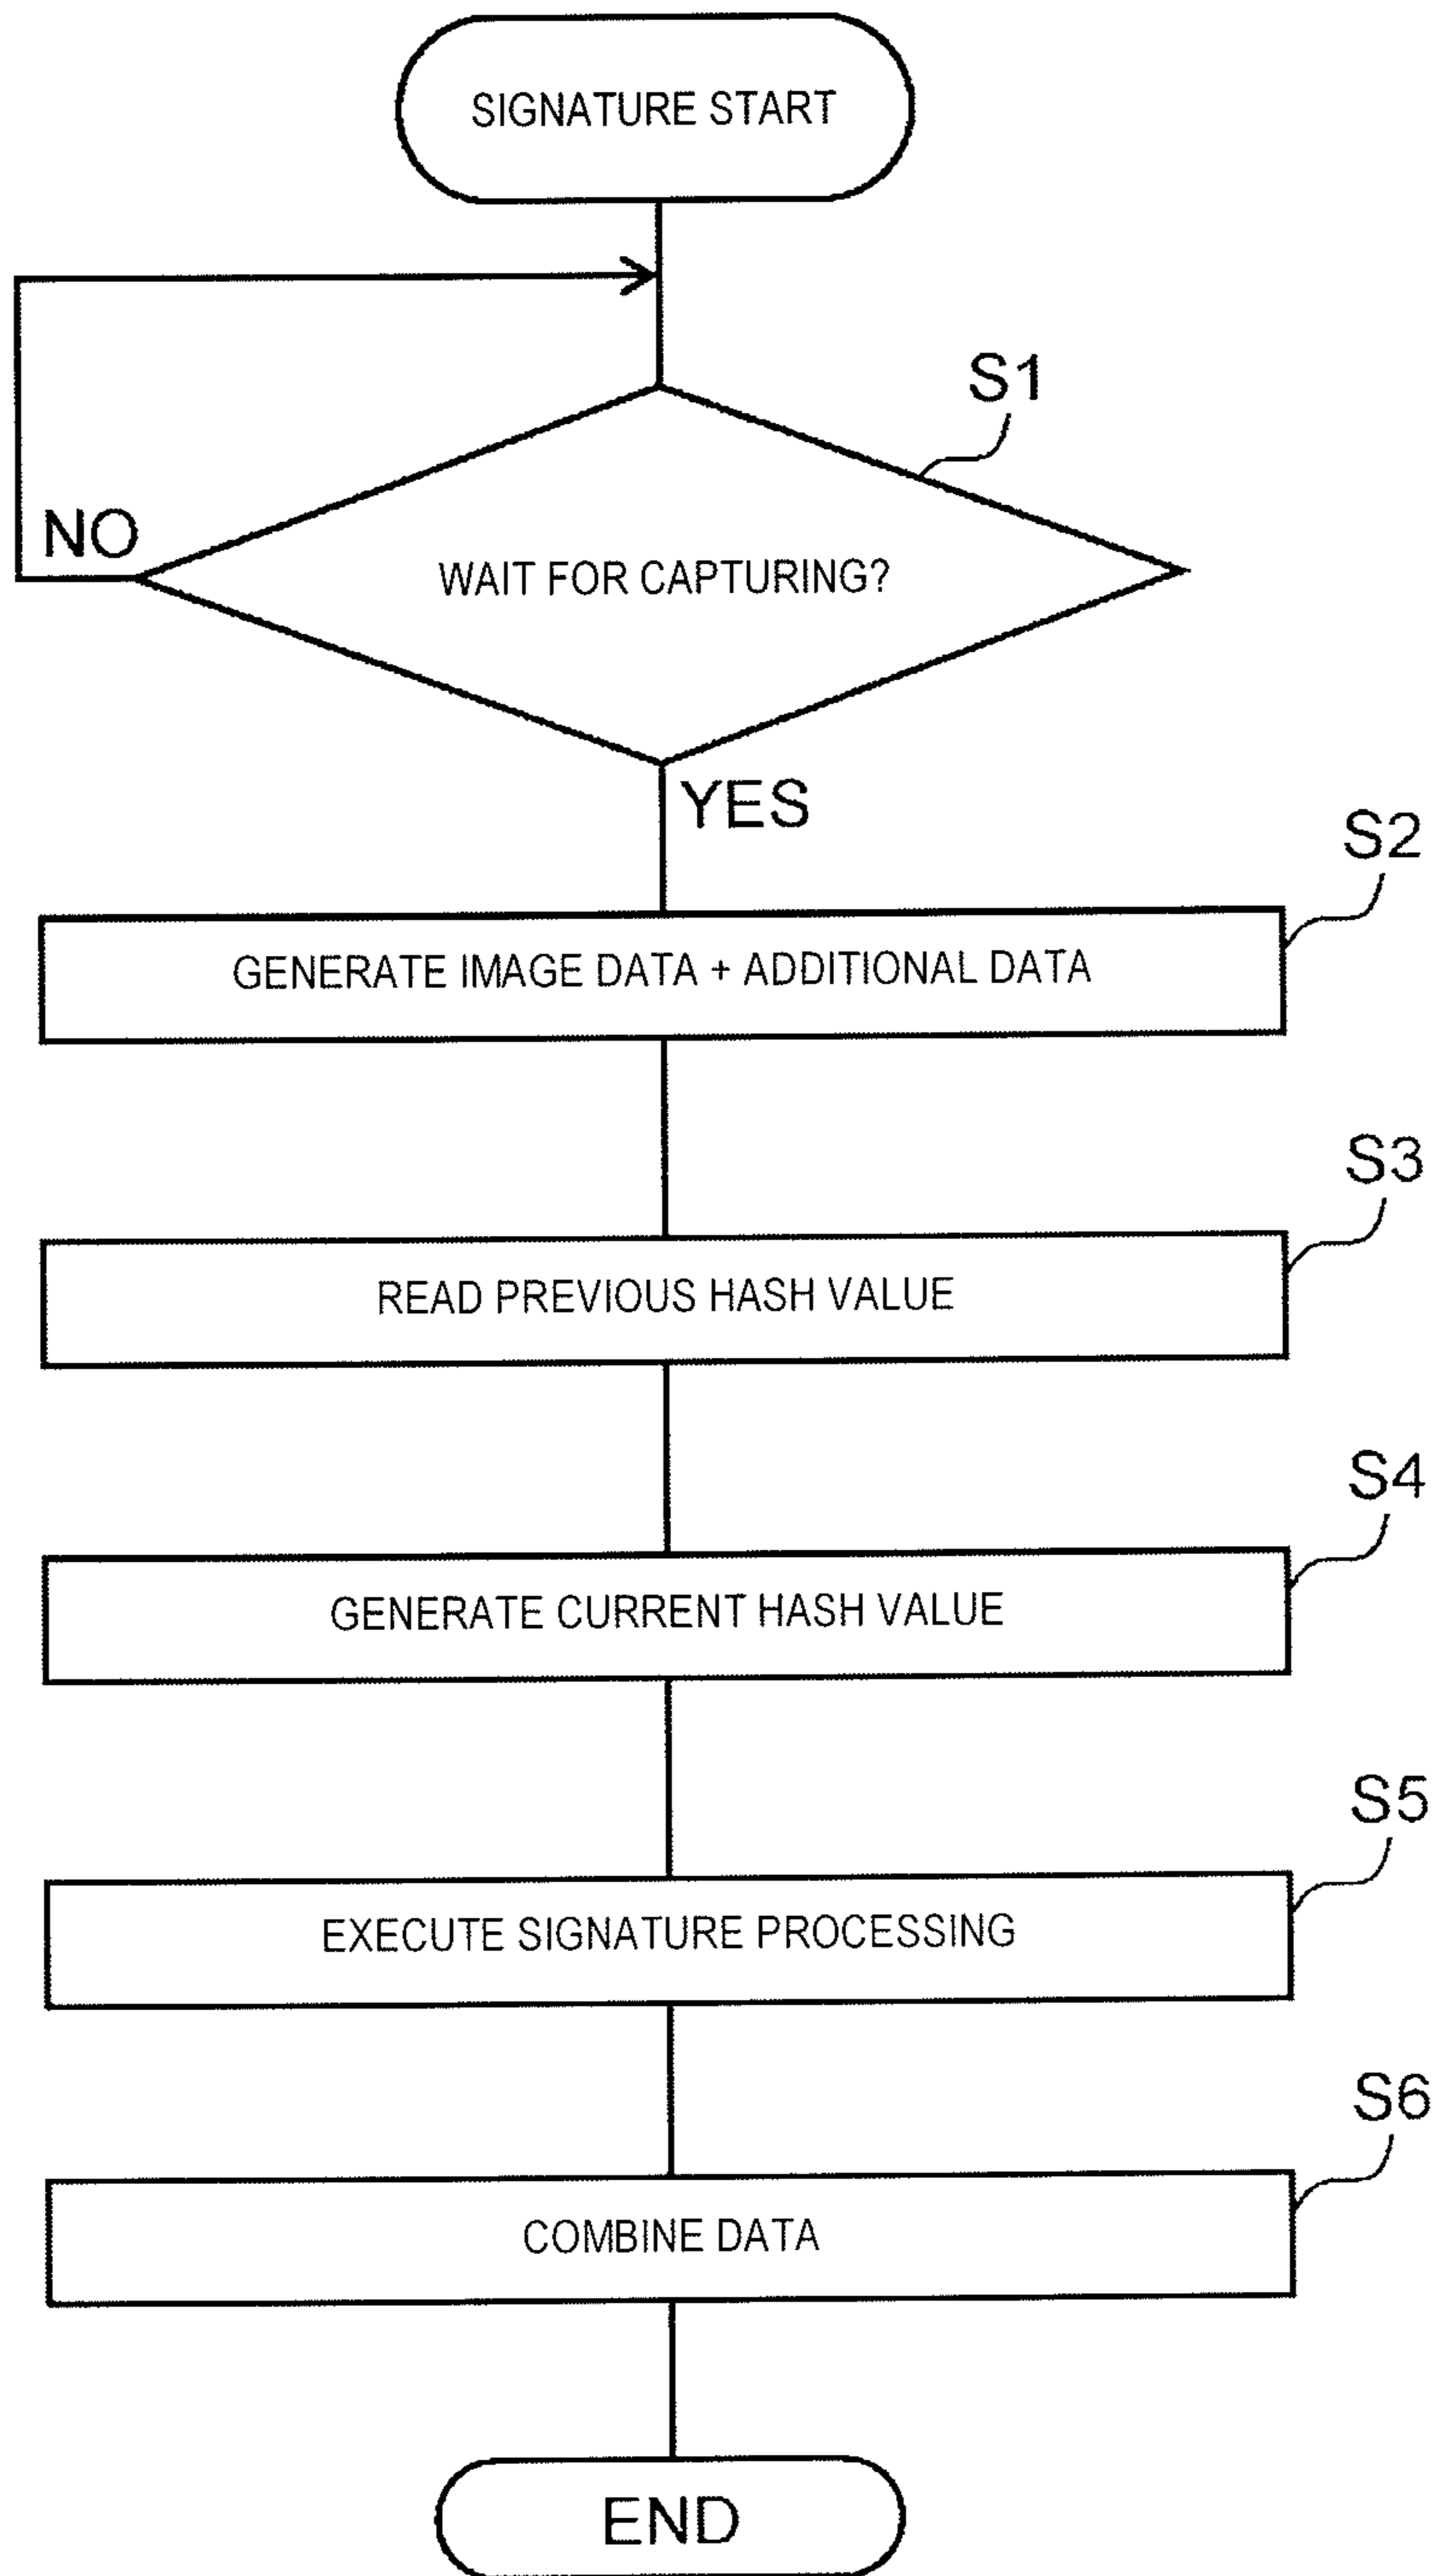 SIGNATURE START
S1
NO
WAIT FOR CAPTURING?
YES
S2
GENERATE IMAGE DATA + ADDITIONAL DATA
S3
READ PREVIOUS HASH VALUE
S4
GENERATE CURRENT HASH VALUE
S5
EXECUTE SIGNATURE PROCESSING
S6
COMBINE DATA
END